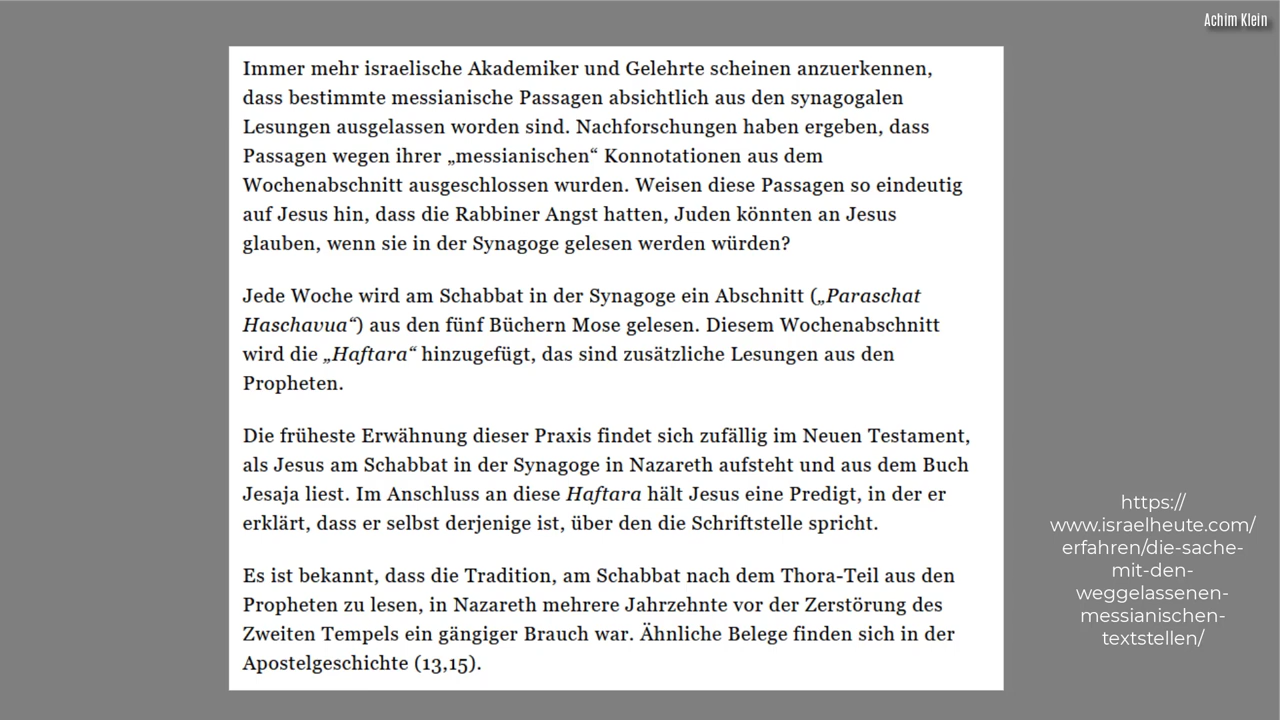 Achim Klein
Immer mehr israelische Akademiker und Gelehrte scheinen anzuerkennen,
dass bestimmte messianische Passagen absichtlich aus den synagogalen
Lesungen ausgelassen worden sind. Nachforschungen haben ergeben, dass
Passagen wegen ihrer „messianischen“ Konnotationen aus dem
Wochenabschnitt ausgeschlossen wurden. Weisen diese Passagen so eindeutig
auf Jesus hin, dass die Rabbiner Angst hatten, Juden könnten an Jesus
glauben, wenn sie in der Synagoge gelesen werden würden?
Jede Woche wird am Schabbat in der Synagoge ein Abschnitt („Paraschat
Haschavua“) aus den fünf Büchern Mose gelesen. Diesem Wochenabschnitt
wird die „Haftara“ hinzugefügt, das sind zusätzliche Lesungen aus den
Propheten.
Die früheste Erwähnung dieser Praxis findet sich zufällig im Neuen Testament,
als Jesus am Schabbat in der Synagoge in Nazareth aufsteht und aus dem Buch
Jesaja liest. Im Anschluss an diese Haftara hält Jesus eine Predigt, in der er
erklärt, dass er selbst derjenige ist, über den die Schriftstelle spricht.
Es ist bekannt, dass die Tradition, am Schabbat nach dem Thora-Teil aus den
Propheten zu lesen, in Nazareth mehrere Jahrzehnte vor der Zerstörung des
Zweiten Tempels ein gängiger Brauch war. Ähnliche Belege finden sich in der
Apostelgeschichte (13,15).
https://
www.israelheute.com/
erfahren/die-sache-
mit-den-
weggelassenen-
messianischen-
textstellen/